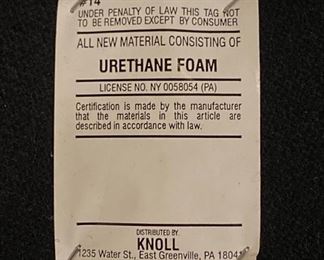 #14
UNDER PENALTY OF LAW THIS TAG NOT
TO BE REMOVED EXCEPT BY CONSUMER
ALL NEW MATERIAL CONSISTING OF
URETHANE FOAM
LICENSE NO. NY 0058054 (PA)
Certification is made by the manufacturer
that the materials in this article are
described in accordance with law.
DISTRIBUTED BY
KNOLL
1235 Water St., East Greenville, PA 18041